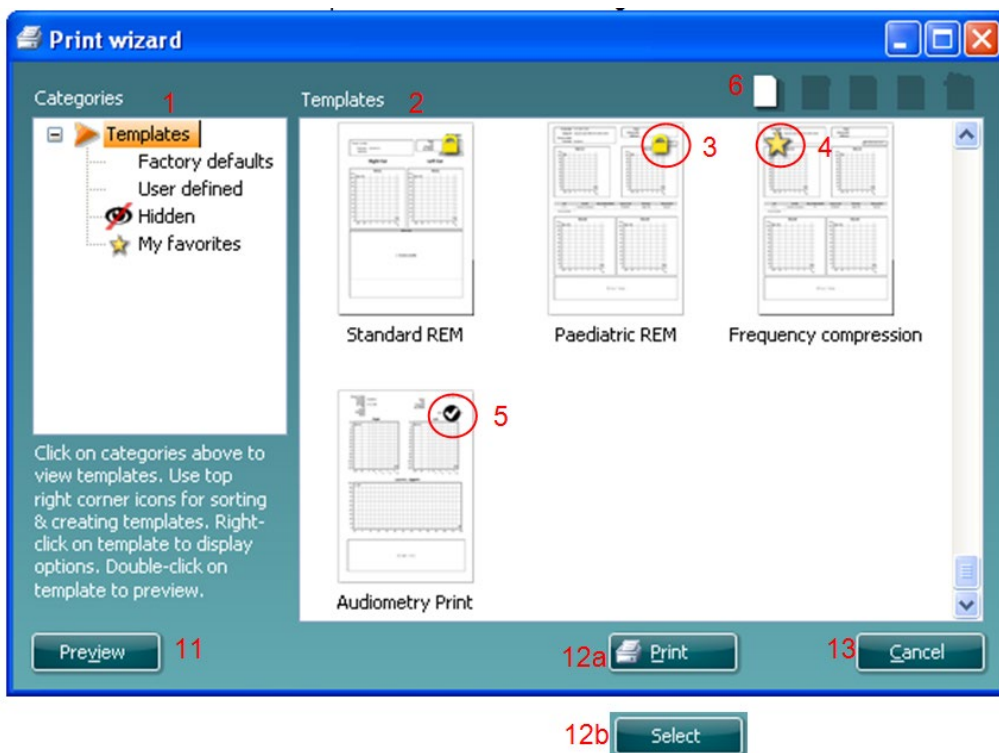 Print wizard
Categories 1
Templates 2
6
Templates
Factory defaults
User defined
Hidden
My favorites
3
4
Standard REM
Paediatric REM
Frequency compression
5
Audiometry Print
Click on categories above to
view templates. Use top
right corner icons for sorting
& creating templates. Right-
click on template to display
options. Double-click on
template to preview.
Preview 11
12a Print
13 Cancel
12b Select